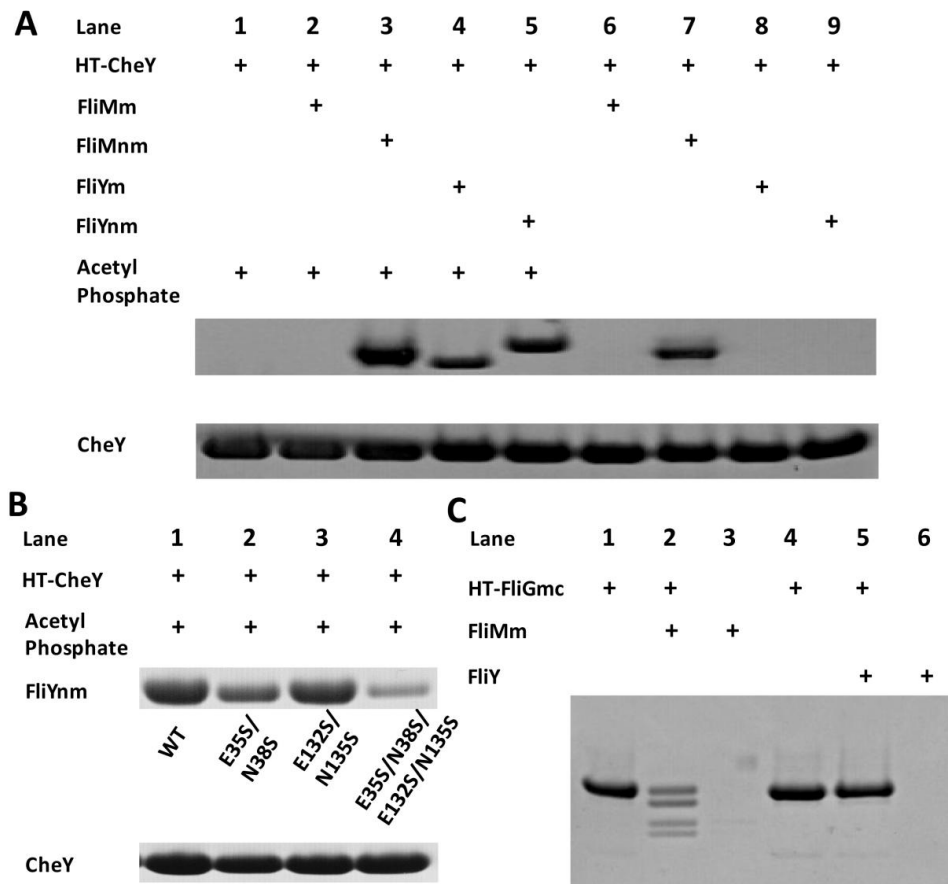 A
Lane 1 2 3 4 5 6 7 8 9
HT-CheY + + + + + + + + +
FliMm + +
FliMnm + +
FliYm + +
FliYnm + +
Acetyl
Phosphate + + + + +
CheY
B
Lane 1 2 3 4
HT-CheY + + + +
Acetyl
Phosphate + + + +
FliYnm
WT
E35S/
N38S
E132S/
N135S
E35S/N38S/
E132S/N135S
CheY
C
Lane 1 2 3 4 5 6
HT-FliGmc + + + +
FliMm + +
FliY + +